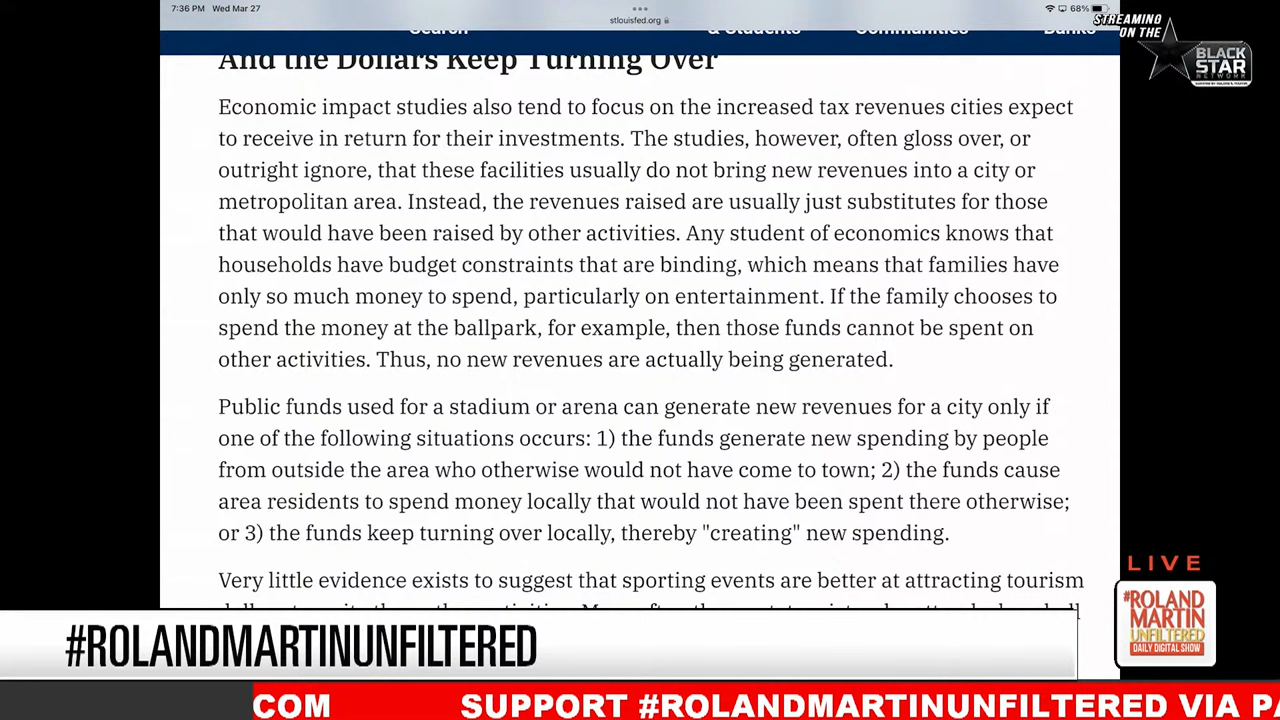 7:36 PM Wed Mar 27
68%
stlouisfed.org
STREAMING
ON THE
BLACK
STAR
NETWORK
Search
& Students
Communities
Banks
And the Dollars Keep Turning Over
Economic impact studies also tend to focus on the increased tax revenues cities expect
to receive in return for their investments. The studies, however, often gloss over, or
outright ignore, that these facilities usually do not bring new revenues into a city or
metropolitan area. Instead, the revenues raised are usually just substitutes for those
that would have been raised by other activities. Any student of economics knows that
households have budget constraints that are binding, which means that families have
only so much money to spend, particularly on entertainment. If the family chooses to
spend the money at the ballpark, for example, then those funds cannot be spent on
other activities. Thus, no new revenues are actually being generated.
Public funds used for a stadium or arena can generate new revenues for a city only if
one of the following situations occurs: 1) the funds generate new spending by people
from outside the area who otherwise would not have come to town; 2) the funds cause
area residents to spend money locally that would not have been spent there otherwise;
or 3) the funds keep turning over locally, thereby "creating" new spending.
Very little evidence exists to suggest that sporting events are better at attracting tourism
LIVE
#ROLAND
MARTIN
UNFILTERED
DAILY DIGITAL SHOW
#ROLANDMARTINUNFILTERED
COM SUPPORT #ROLANDMARTINUNFILTERED VIA PA